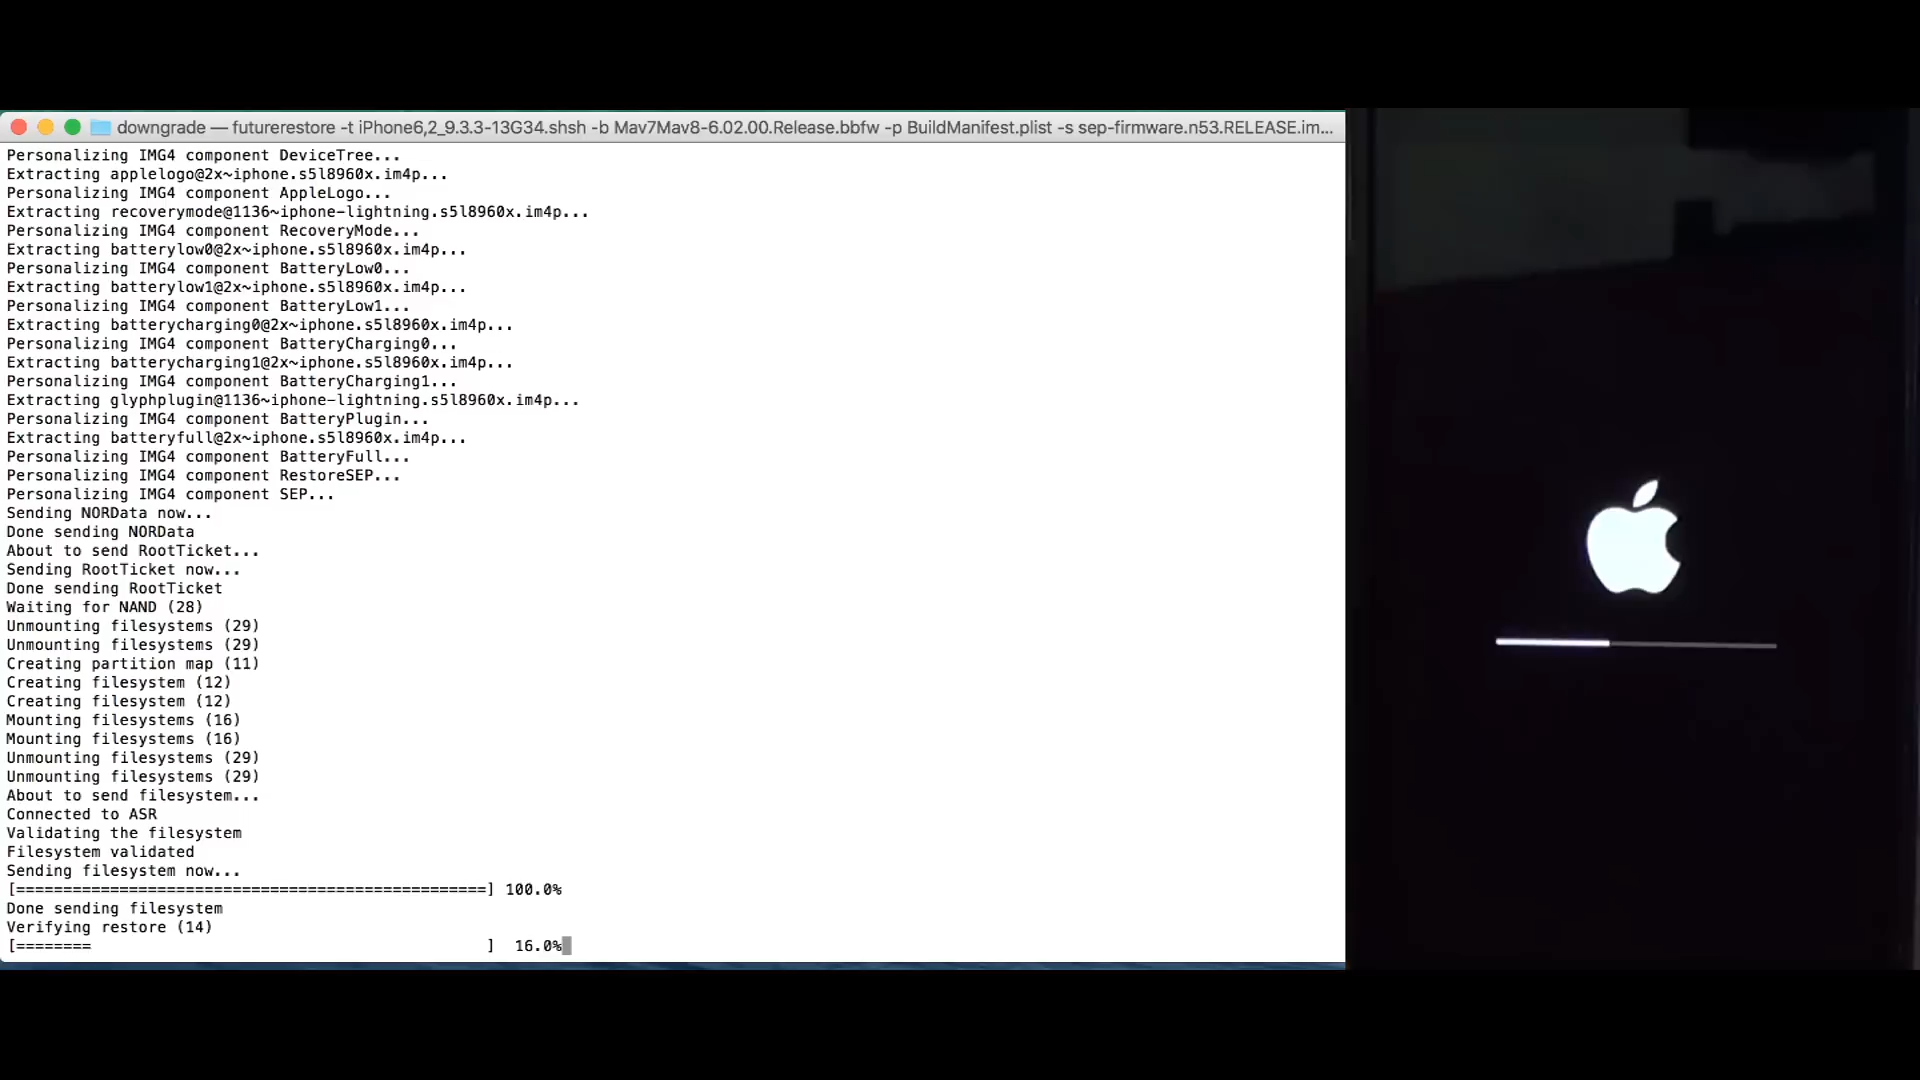 downgrade — futurerestore -t iPhone6,2_9.3.3-13G34.shsh -b Mav7Mav8-6.02.00.Release.bbfw -p BuildManifest.plist -s sep-firmware.n53.RELEASE.im...
Personalizing IMG4 component DeviceTree...
Extracting applelogo@2x~iphone.s5l8960x.im4p...
Personalizing IMG4 component AppleLogo...
Extracting recoverymode@1136~iphone-lightning.s5l8960x.im4p...
Personalizing IMG4 component RecoveryMode...
Extracting batterylow0@2x~iphone.s5l8960x.im4p...
Personalizing IMG4 component BatteryLow0...
Extracting batterylow1@2x~iphone.s5l8960x.im4p...
Personalizing IMG4 component BatteryLow1...
Extracting batterycharging0@2x~iphone.s5l8960x.im4p...
Personalizing IMG4 component BatteryCharging0...
Extracting batterycharging1@2x~iphone.s5l8960x.im4p...
Personalizing IMG4 component BatteryCharging1...
Extracting glyphplugin@1136~iphone-lightning.s5l8960x.im4p...
Personalizing IMG4 component BatteryPlugin...
Extracting batteryfull@2x~iphone.s5l8960x.im4p...
Personalizing IMG4 component BatteryFull...
Personalizing IMG4 component RestoreSEP...
Personalizing IMG4 component SEP...
Sending NORData now...
Done sending NORData
About to send RootTicket...
Sending RootTicket now...
Done sending RootTicket
Waiting for NAND (28)
Unmounting filesystems (29)
Unmounting filesystems (29)
Creating partition map (11)
Creating filesystem (12)
Creating filesystem (12)
Mounting filesystems (16)
Mounting filesystems (16)
Unmounting filesystems (29)
Unmounting filesystems (29)
About to send filesystem...
Connected to ASR
Validating the filesystem
Filesystem validated
Sending filesystem now...
[==================================================] 100.0%
Done sending filesystem
Verifying restore (14)
[========                                          ]  16.0%